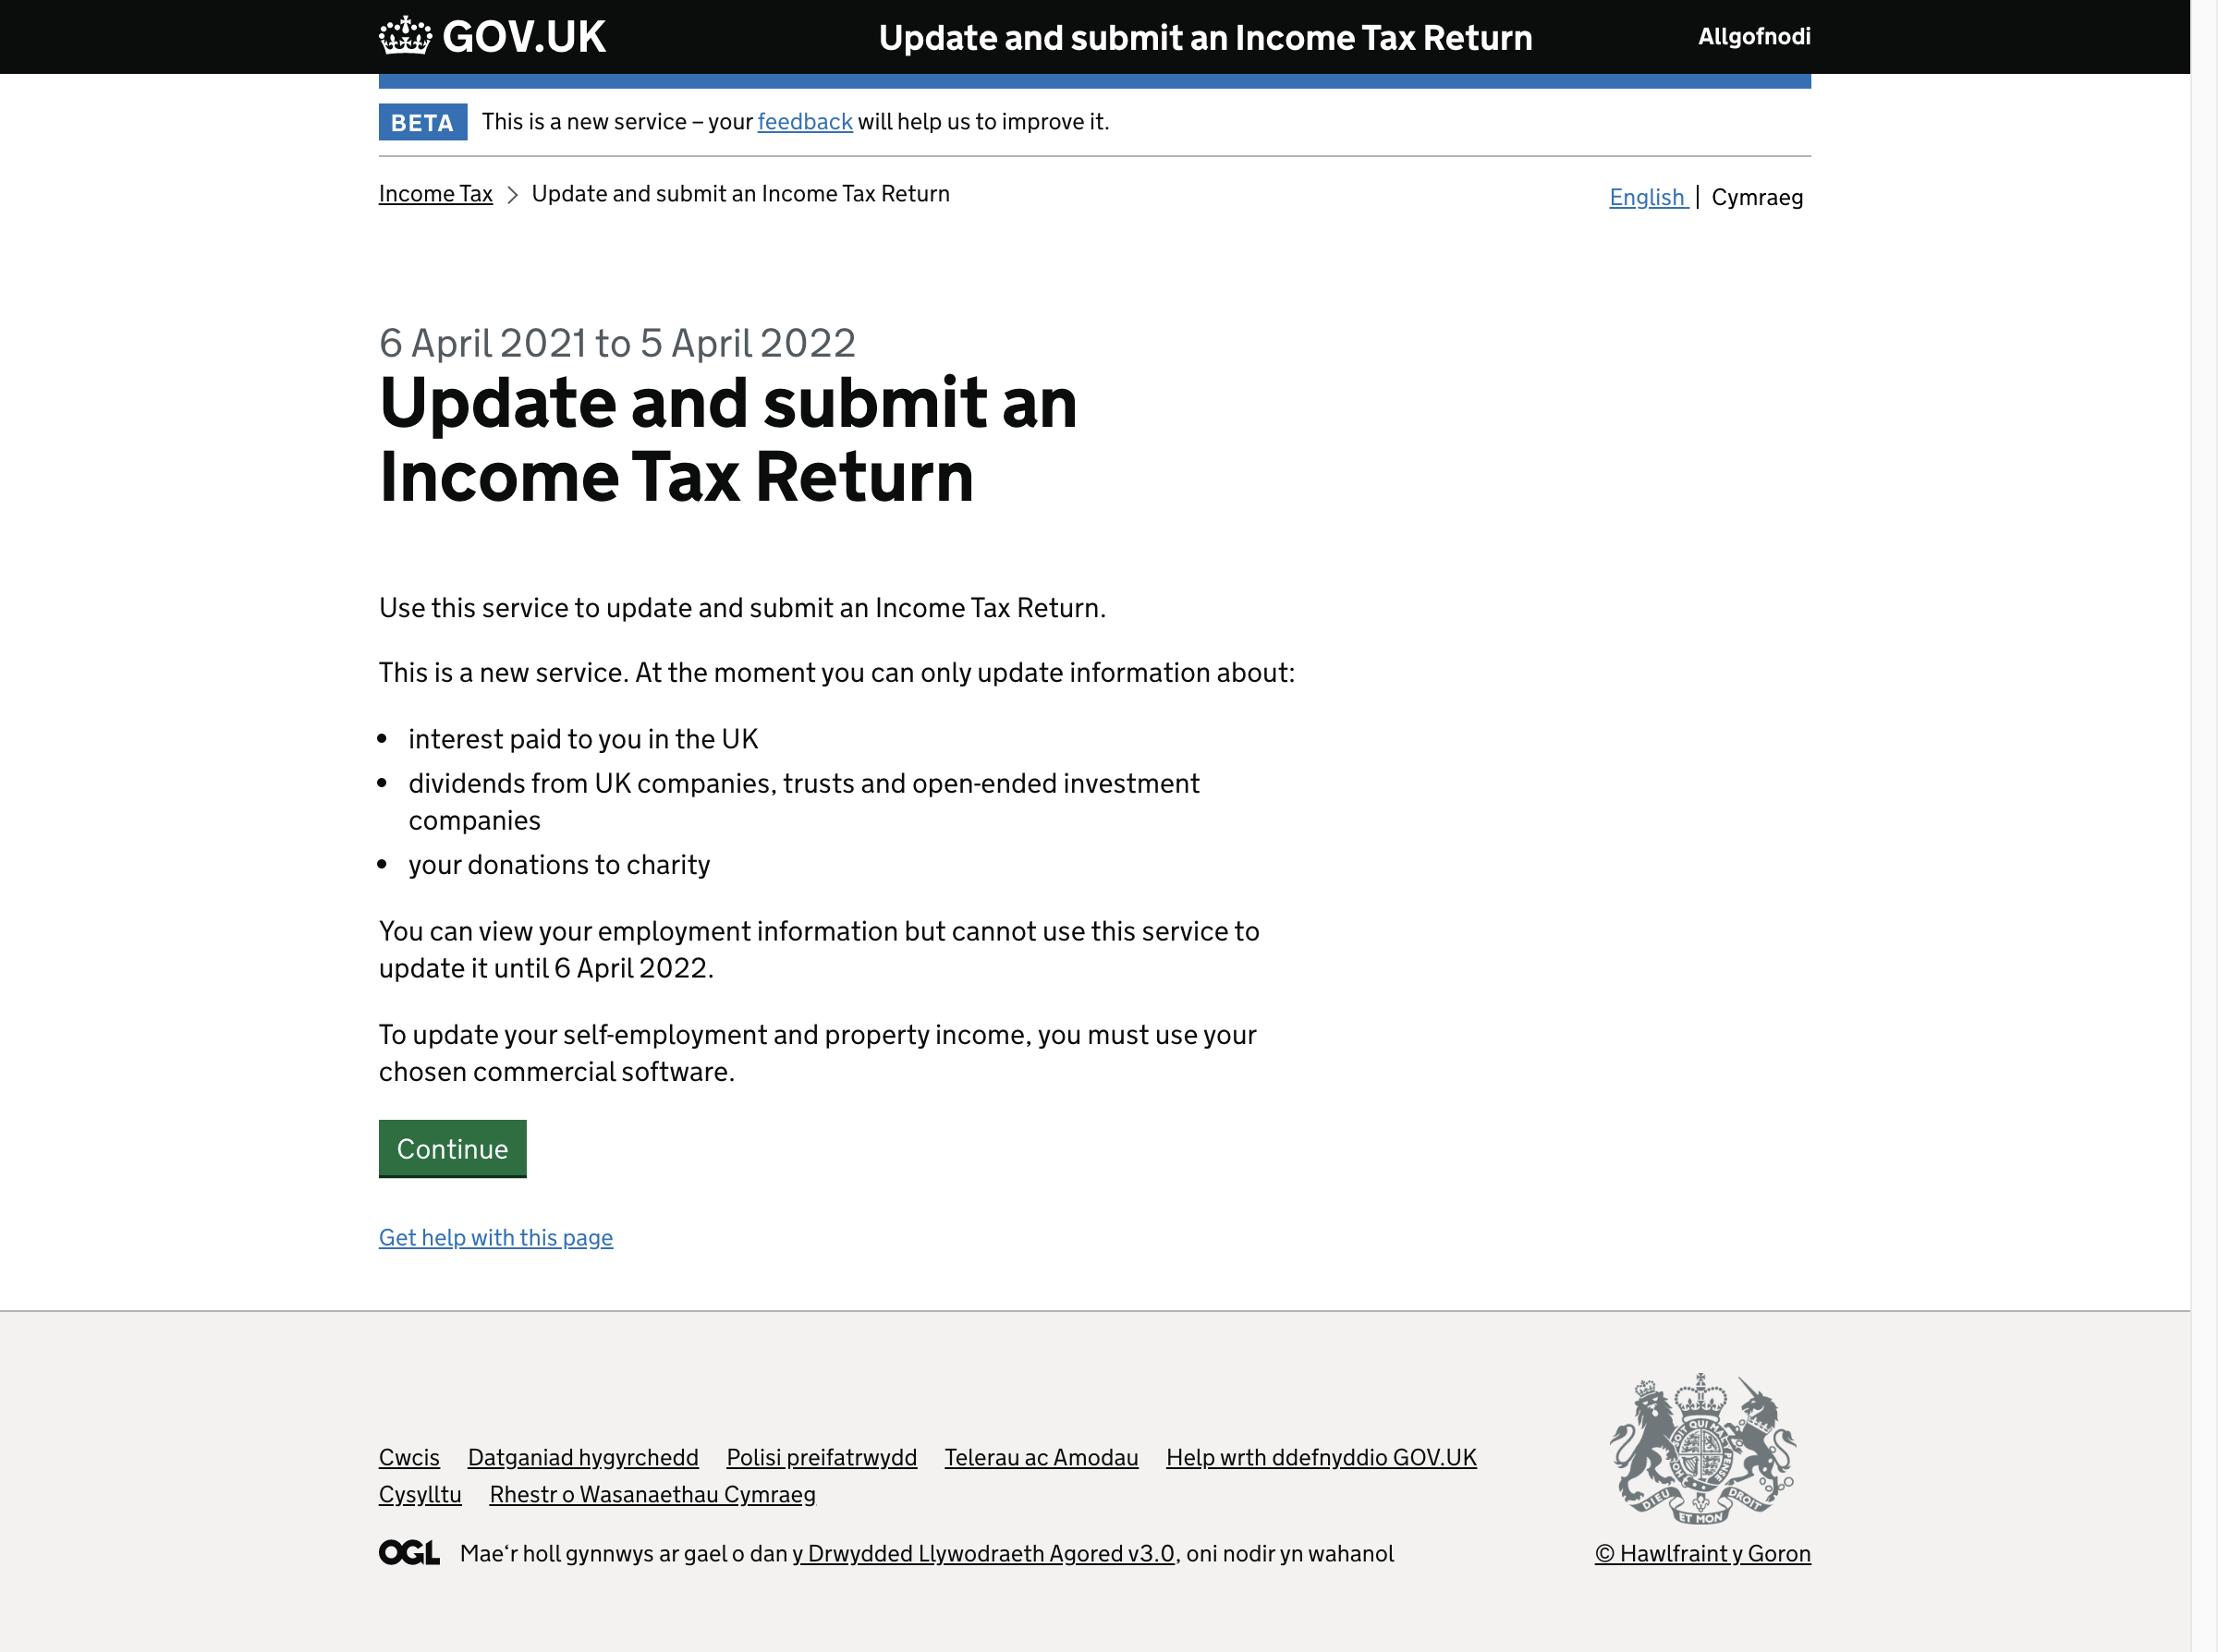 GOV.UK
Update and submit an Income Tax Return
Allgofnodi
BETA This is a new service – your feedback will help us to improve it.
Income Tax > Update and submit an Income Tax Return
English | Cymraeg
6 April 2021 to 5 April 2022
Update and submit an
Income Tax Return
Use this service to update and submit an Income Tax Return.
This is a new service. At the moment you can only update information about:
• interest paid to you in the UK
• dividends from UK companies, trusts and open-ended investment
companies
• your donations to charity
You can view your employment information but cannot use this service to
update it until 6 April 2022.
To update your self-employment and property income, you must use your
chosen commercial software.
Continue
Get help with this page
Cwcis Datganiad hygyrchedd Polisi preifatrwydd Telerau ac Amodau Help wrth ddefnyddio GOV.UK
Cysylltu Rhestr o Wasanaethau Cymraeg
OGL Mae‘r holl gynnwys ar gael o dan y Drwydded Llywodraeth Agored v3.0, oni nodir yn wahanol
DIEU ET MON DROIT
© Hawlfraint y Goron